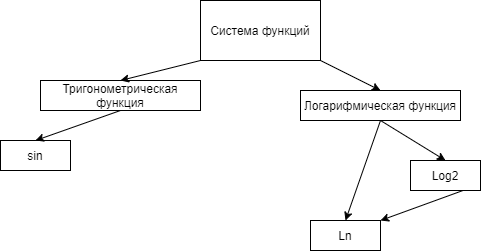 Система функций
Тригонометрическая
функция
Логарифмическая функция
sin
Log2
Ln